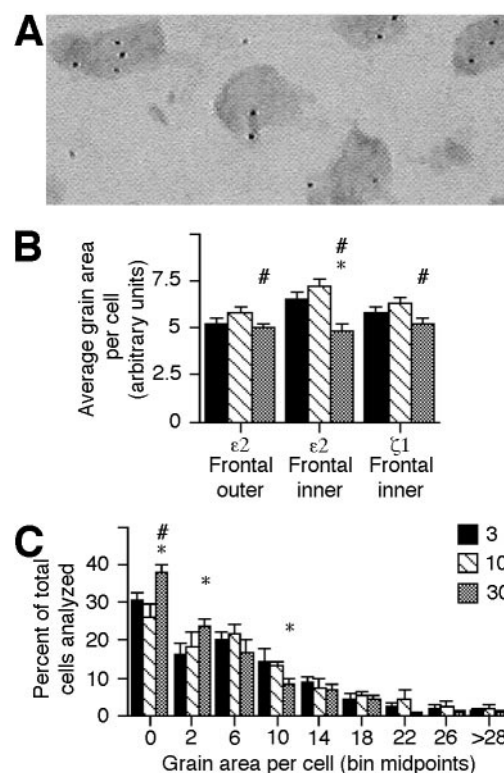 A
B
Average grain area
per cell
(arbitrary units)
7.5
5
2.5
0
#
#
*
#
ε2
Frontal
outer
ε2
Frontal
inner
ζ1
Frontal
inner
C
Percent of total
cells analyzed
40
30
20
10
0
#
*
*
*
3
10
30
0 2 6 10 14 18 22 26 >28
Grain area per cell (bin midpoints)